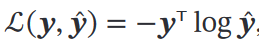 ℒ(𝒚, 𝒚̂) = −𝒚ᵀ log 𝒚̂,